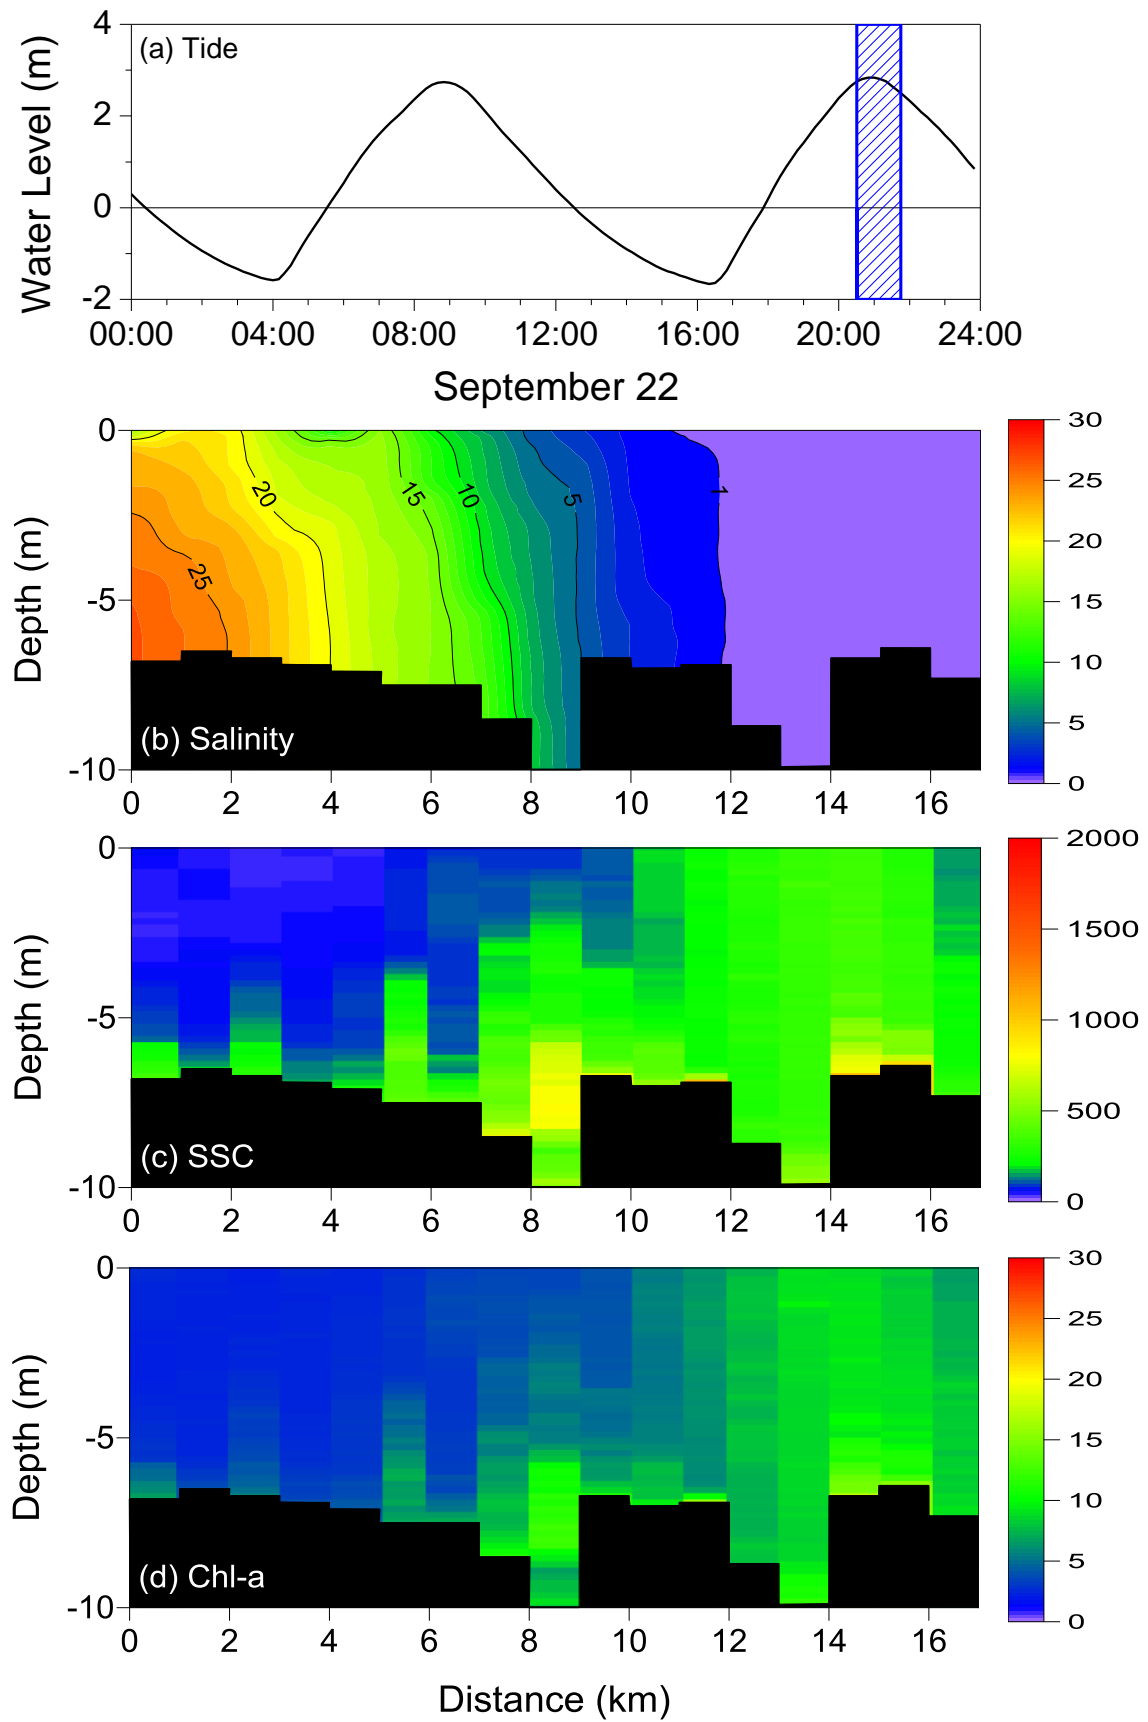 4
(a) Tide
2
0
-2
Water Level (m)
00:00 04:00 08:00 12:00 16:00 20:00 24:00
September 22
0
-5
-10
Depth (m)
20
15
10
5
1
25
(b) Salinity
0 2 4 6 8 10 12 14 16
30
25
20
15
10
5
0
0
-5
-10
Depth (m)
(c) SSC
0 2 4 6 8 10 12 14 16
2000
1500
1000
500
0
0
-5
-10
Depth (m)
(d) Chl-a
0 2 4 6 8 10 12 14 16
30
25
20
15
10
5
0
Distance (km)